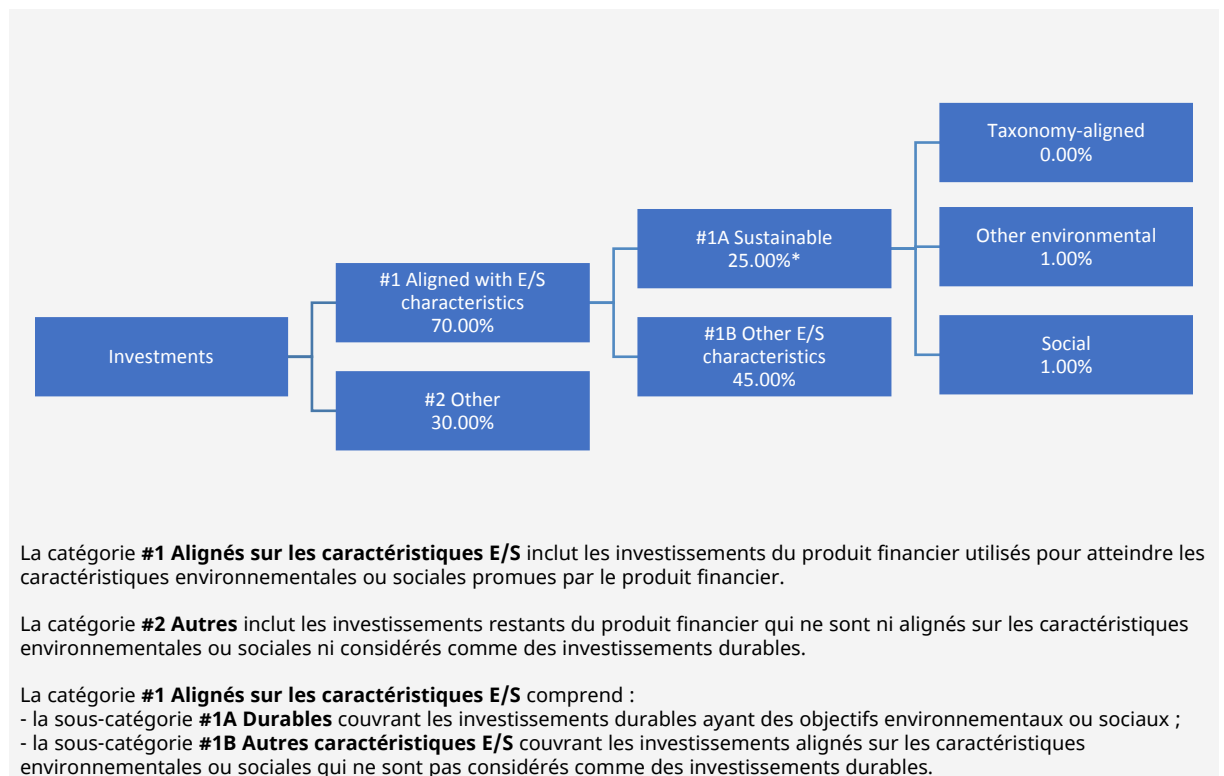 Investments
#1 Aligned with E/S
characteristics
70.00%
#2 Other
30.00%
#1A Sustainable
25.00%*
#1B Other E/S
characteristics
45.00%
Taxonomy-aligned
0.00%
Other environmental
1.00%
Social
1.00%
La catégorie #1 Alignés sur les caractéristiques E/S inclut les investissements du produit financier utilisés pour atteindre les
caractéristiques environnementales ou sociales promues par le produit financier.
La catégorie #2 Autres inclut les investissements restants du produit financier qui ne sont ni alignés sur les caractéristiques
environnementales ou sociales ni considérés comme des investissements durables.
La catégorie #1 Alignés sur les caractéristiques E/S comprend :
- la sous-catégorie #1A Durables couvrant les investissements durables ayant des objectifs environnementaux ou sociaux ;
- la sous-catégorie #1B Autres caractéristiques E/S couvrant les investissements alignés sur les caractéristiques
environnementales ou sociales qui ne sont pas considérés comme des investissements durables.